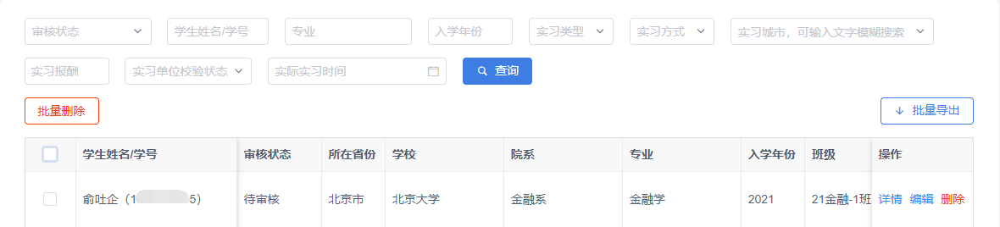 审核状态 学生姓名/学号 专业 入学年份 实习类型 实习方式 实习城市，可输入文字模糊搜索
实习报酬 实习单位校验状态 实际实习时间 查询
批量删除 批量导出
学生姓名/学号 审核状态 所在省份 学校 院系 专业 入学年份 班级 操作
俞吐企（1 5） 待审核 北京市 北京大学 金融系 金融学 2021 21金融-1班 详情 编辑 删除